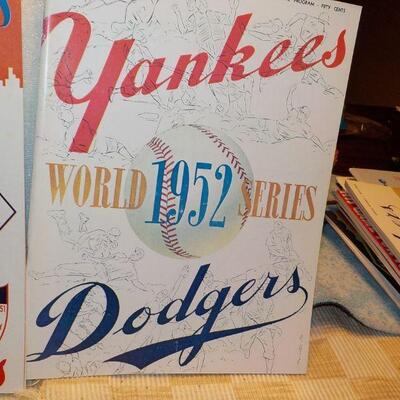 PROGRAM - FIFTY CENTS
Yankees
WORLD 1952 SERIES
Dodgers